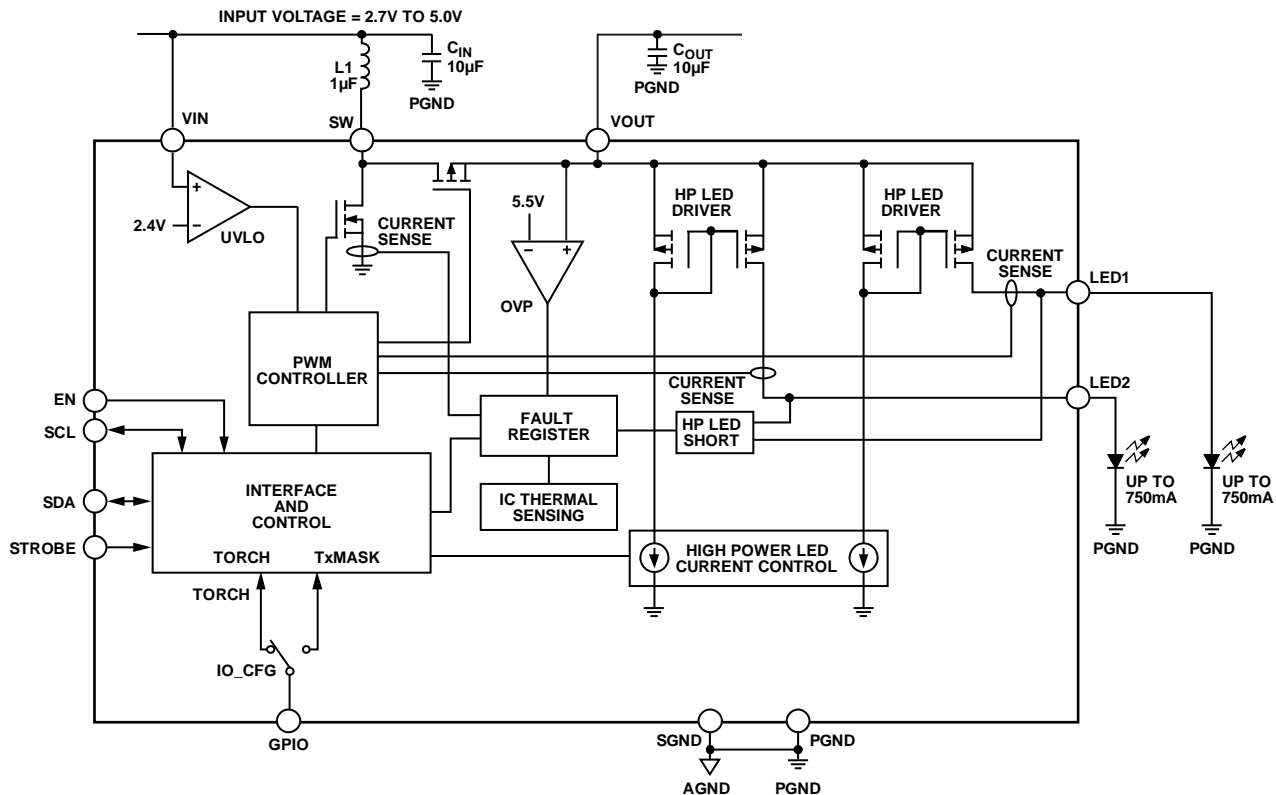 INPUT VOLTAGE = 2.7V TO 5.0V
L1
1µF
CIN
10µF
PGND
COUT
10µF
PGND
VIN
SW
VOUT
2.4V
UVLO
CURRENT
SENSE
5.5V
OVP
HP LED
DRIVER
HP LED
DRIVER
CURRENT
SENSE
LED1
PWM
CONTROLLER
CURRENT
SENSE
LED2
EN
SCL
SDA
STROBE
FAULT
REGISTER
HP LED
SHORT
IC THERMAL
SENSING
INTERFACE
AND
CONTROL
TORCH TxMASK
HIGH POWER LED
CURRENT CONTROL
UP TO
750mA
UP TO
750mA
PGND
PGND
TORCH
IO_CFG
GPIO
SGND
PGND
AGND
PGND